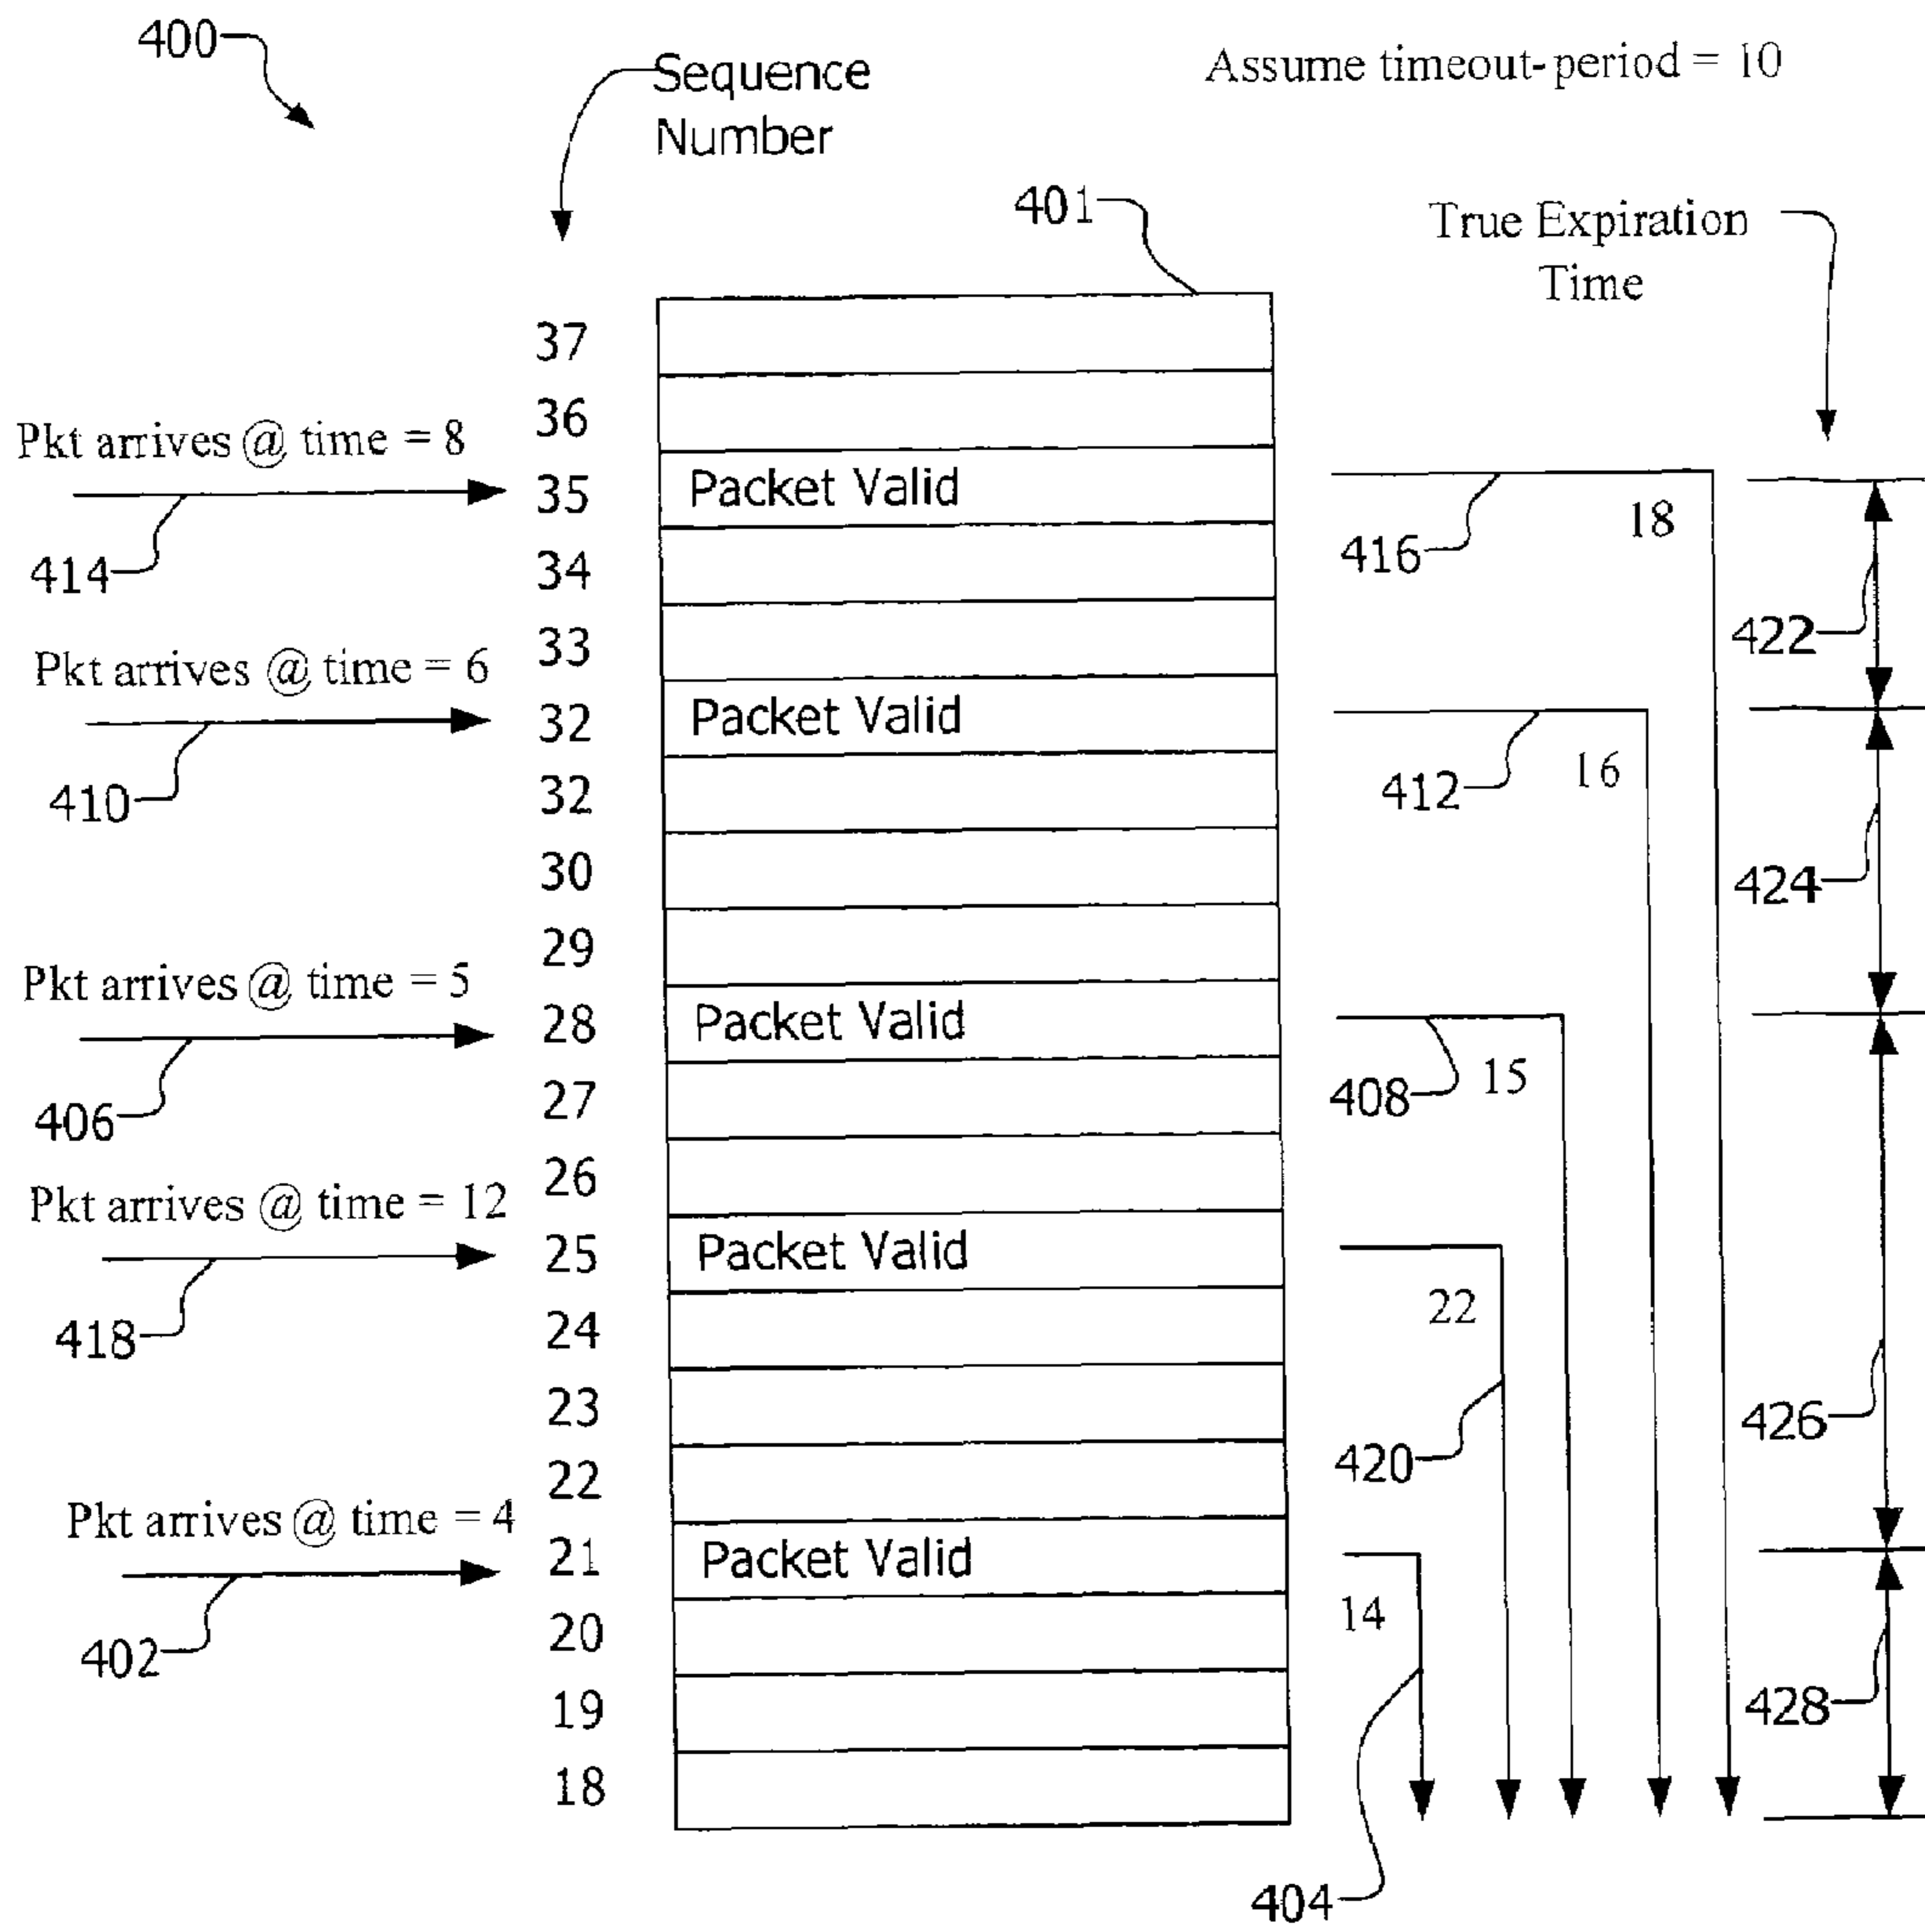 400
Sequence
Number
Assume timeout-period = 10
401
True Expiration
Time
37
36
Pkt arrives @ time = 8
35
Packet Valid
18
414
34
416
33
422
Pkt arrives @ time = 6
32
Packet Valid
410
32
412
16
30
424
29
Pkt arrives @ time = 5
28
Packet Valid
406
27
408
15
26
Pkt arrives @ time = 12
25
Packet Valid
418
24
22
23
426
420
22
Pkt arrives @ time = 4
21
Packet Valid
14
402
20
19
428
18
404